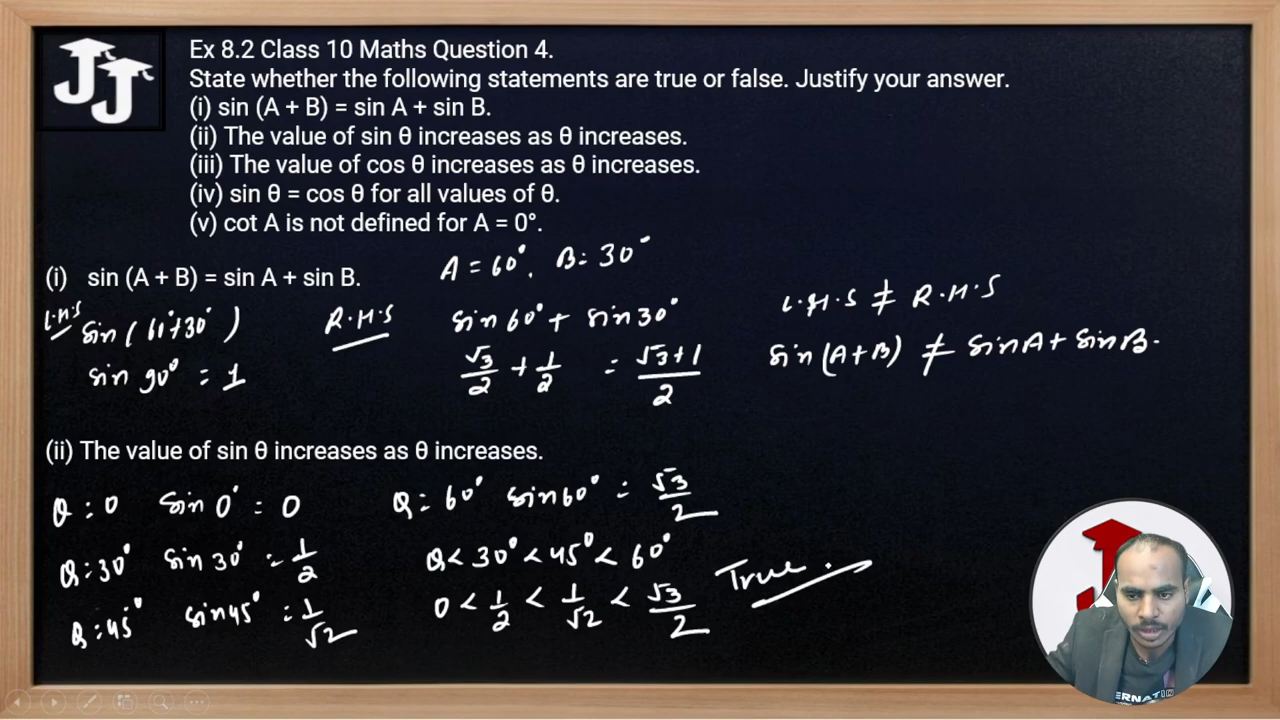 JJ
Ex 8.2 Class 10 Maths Question 4.
State whether the following statements are true or false. Justify your answer.
(i) sin (A + B) = sin A + sin B.
(ii) The value of sin θ increases as θ increases.
(iii) The value of cos θ increases as θ increases.
(iv) sin θ = cos θ for all values of θ.
(v) cot A is not defined for A = 0°.
(i) sin (A + B) = sin A + sin B.
A = 60°, B = 30°
L.H.S
sin (60° + 30°)
sin 90° = 1
R.H.S
sin 60° + sin 30°
√3/2 + 1/2 = √3+1/2
L.H.S ≠ R.H.S
sin (A+B) ≠ sin A + sin B.
(ii) The value of sin θ increases as θ increases.
θ = 0 sin 0° = 0
θ = 30° sin 30° = 1/2
θ = 45° sin 45° = 1/√2
θ = 60° sin 60° = √3/2
0 < 30° < 45° < 60°
0 < 1/2 < 1/√2 < √3/2
True.
ERNATIN